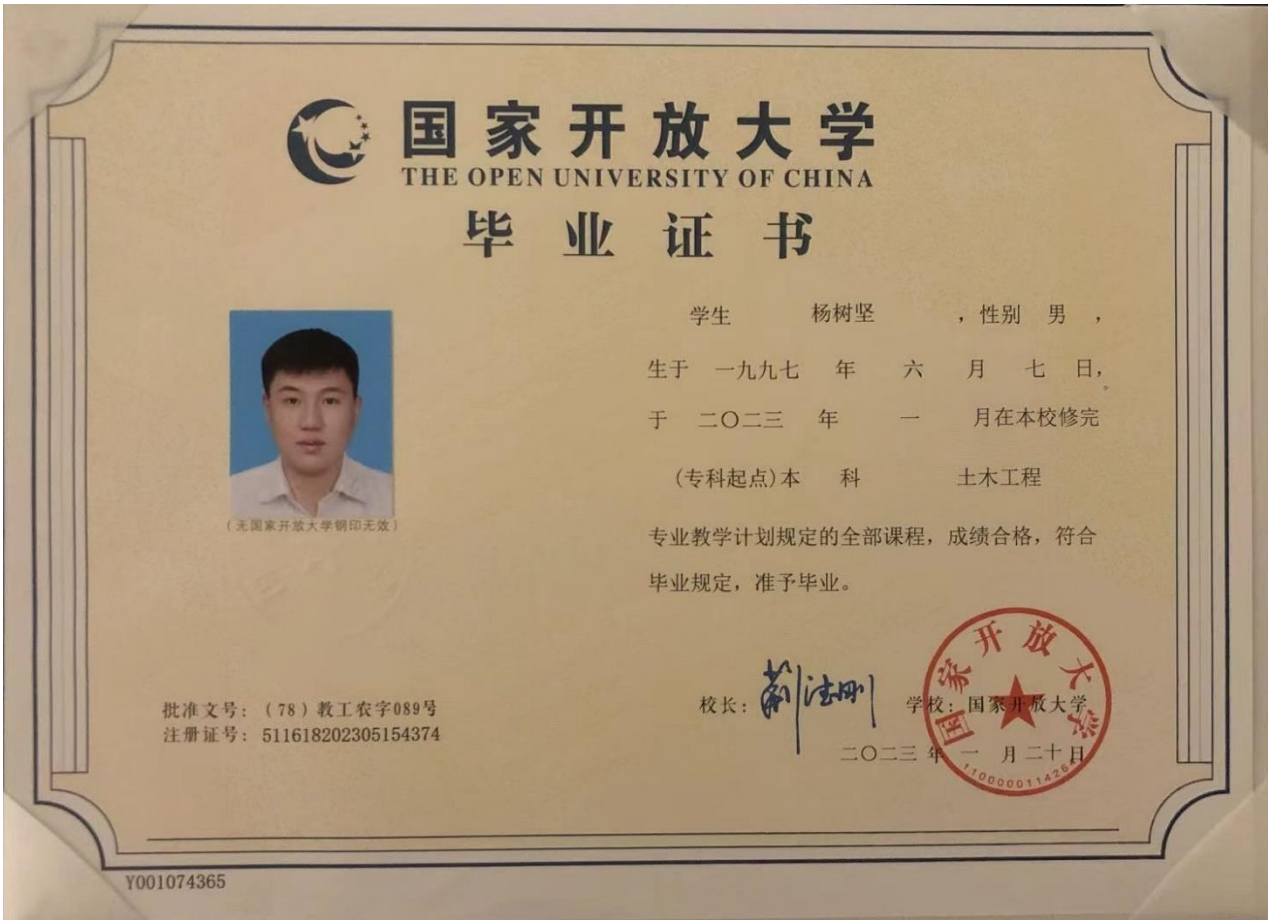 国家开放大学
THE OPEN UNIVERSITY OF CHINA
毕业证书
学生 杨树坚 ，性别 男 ，
生于 一九九七 年 六 月 七 日，
于 二〇二三 年 一 月在本校修完
(专科起点)本 科 土木工程
专业教学计划规定的全部课程，成绩合格，符合
毕业规定，准予毕业。
(无国家开放大学钢印无效)
校长： 荆德刚 学校：国家开放大学
二〇二三 年 一 月 二十 日
国家开放大学
批准文号：(78)教工农字089号
注册证号：511618202305154374
Y001074365